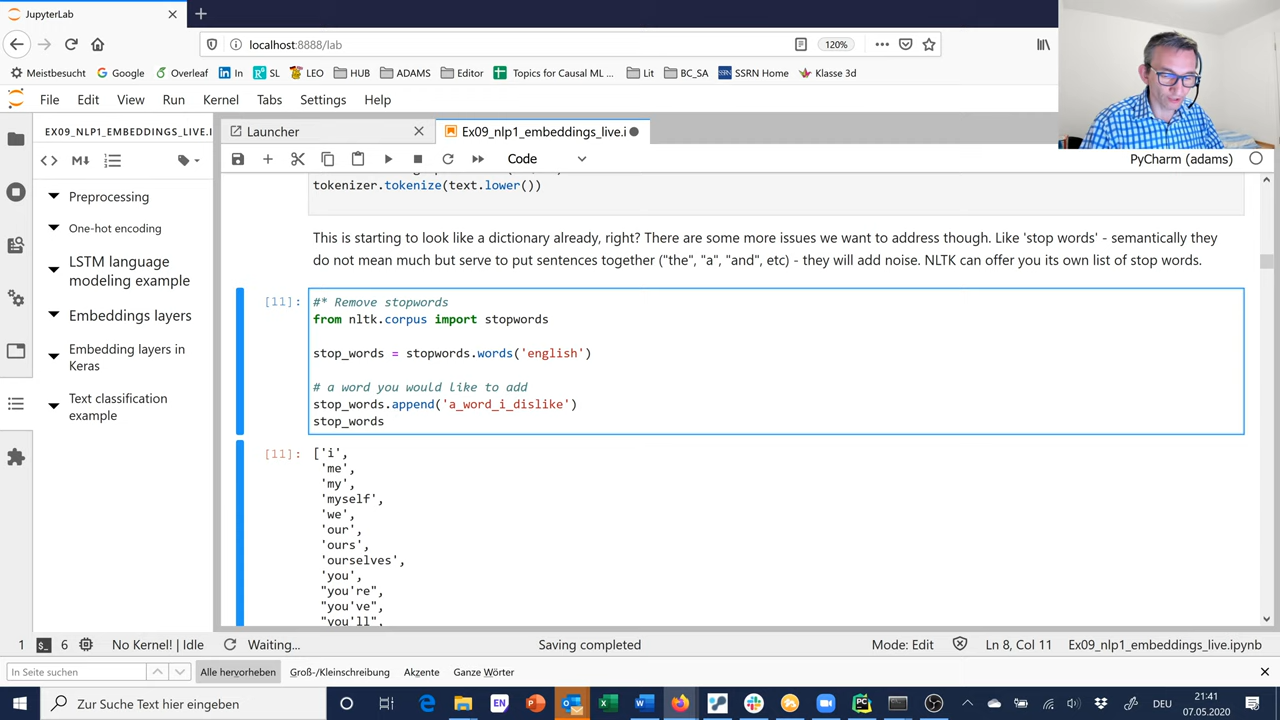 JupyterLab
localhost:8888/lab
120%
Meistbesucht
Google
Overleaf
In
SL
LEO
HUB
ADAMS
Editor
Topics for Causal ML ...
Lit
BC_SA
SSRN Home
Klasse 3d
File Edit View Run Kernel Tabs Settings Help
EX09_NLP1_EMBEDDINGS_LIVE.I
Launcher
Ex09_nlp1_embeddings_live.i
Code
PyCharm (adams)
Preprocessing
One-hot encoding
LSTM language
modeling example
Embeddings layers
Embedding layers in
Keras
Text classification
example
tokenizer.tokenize(text.lower())
This is starting to look like a dictionary already, right? There are some more issues we want to address though. Like 'stop words' - semantically they
do not mean much but serve to put sentences together ("the", "a", "and", etc) - they will add noise. NLTK can offer you its own list of stop words.
[11]:
#* Remove stopwords
from nltk.corpus import stopwords
stop_words = stopwords.words('english')
# a word you would like to add
stop_words.append('a_word_i_dislike')
stop_words
[11]:
['i',
'me',
'my',
'myself',
'we',
'our',
'ours',
'ourselves',
'you',
"you're",
"you've",
"you'll",
1
6
No Kernel! | Idle
Waiting...
Saving completed
Mode: Edit
Ln 8, Col 11
Ex09_nlp1_embeddings_live.ipynb
In Seite suchen
Alle hervorheben
Groß-/Kleinschreibung
Akzente
Ganze Wörter
Zur Suche Text hier eingeben
EN
DEU
21:41
07.05.2020